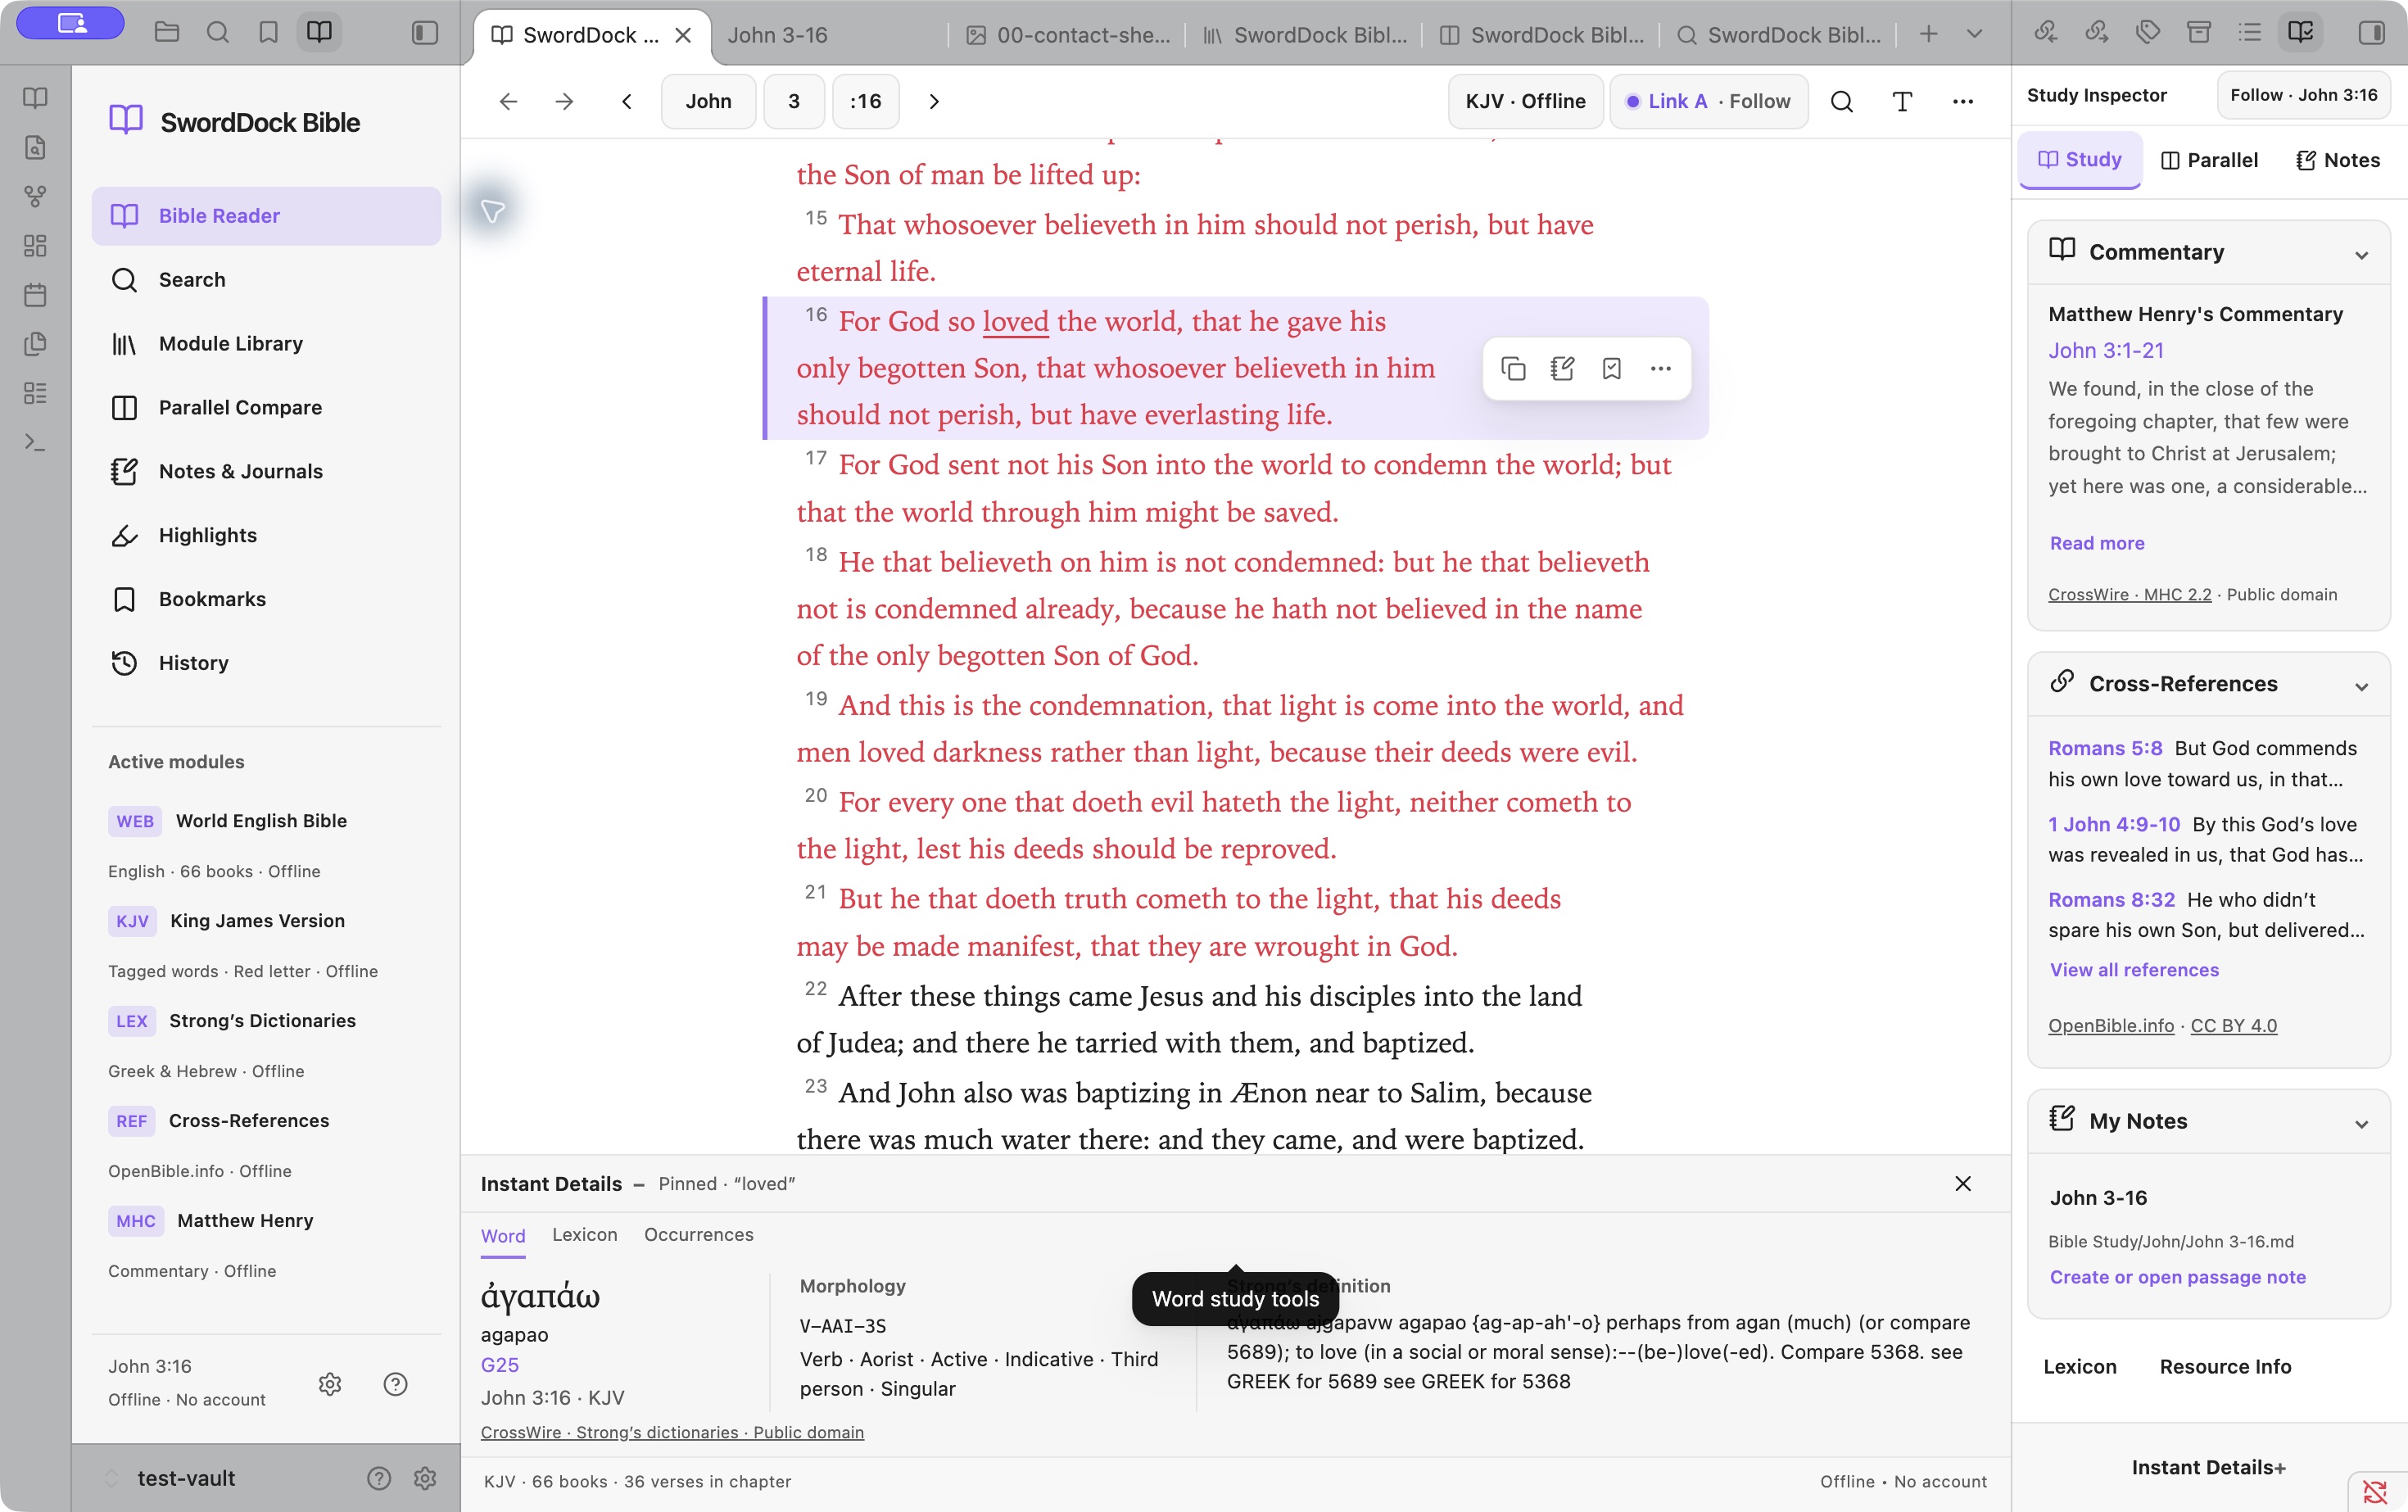 SwordDock ...
John 3-16
00-contact-she...
SwordDock Bibl...
SwordDock Bibl...
SwordDock Bibl...
SwordDock Bible
Bible Reader
Search
Module Library
Parallel Compare
Notes & Journals
Highlights
Bookmarks
History
Active modules
WEB World English Bible
English · 66 books · Offline
KJV King James Version
Tagged words · Red letter · Offline
LEX Strong’s Dictionaries
Greek & Hebrew · Offline
REF Cross-References
OpenBible.info · Offline
MHC Matthew Henry
Commentary · Offline
John 3:16
Offline · No account
test-vault
John 3 :16
KJV · Offline
Link A · Follow
the Son of man be lifted up:
15 That whosoever believeth in him should not perish, but have
eternal life.
16 For God so loved the world, that he gave his
only begotten Son, that whosoever believeth in him
should not perish, but have everlasting life.
17 For God sent not his Son into the world to condemn the world; but
that the world through him might be saved.
18 He that believeth on him is not condemned: but he that believeth
not is condemned already, because he hath not believed in the name
of the only begotten Son of God.
19 And this is the condemnation, that light is come into the world, and
men loved darkness rather than light, because their deeds were evil.
20 For every one that doeth evil hateth the light, neither cometh to
the light, lest his deeds should be reproved.
21 But he that doeth truth cometh to the light, that his deeds
may be made manifest, that they are wrought in God.
22 After these things came Jesus and his disciples into the land
of Judea; and there he tarried with them, and baptized.
23 And John also was baptizing in Ænon near to Salim, because
there was much water there: and they came, and were baptized.
Instant Details – Pinned · “loved”
Word Lexicon Occurrences
ἀγαπάω
agapao
G25
John 3:16 · KJV
CrossWire · Strong’s dictionaries · Public domain
Morphology
V-AAI-3S
Verb · Aorist · Active · Indicative · Third
person · Singular
Word study tools
Strong’s definition
ἀγαπάω ajgapavw agapao {ag-ap-ah'-o} perhaps from agan (much) (or compare
5689); to love (in a social or moral sense):--(be-)love(-ed). Compare 5368. see
GREEK for 5689 see GREEK for 5368
KJV · 66 books · 36 verses in chapter
Offline • No account
Study Inspector
Follow · John 3:16
Study Parallel Notes
Commentary
Matthew Henry's Commentary
John 3:1-21
We found, in the close of the
foregoing chapter, that few were
brought to Christ at Jerusalem;
yet here was one, a considerable...
Read more
CrossWire · MHC 2.2 · Public domain
Cross-References
Romans 5:8 But God commends
his own love toward us, in that...
1 John 4:9-10 By this God’s love
was revealed in us, that God has...
Romans 8:32 He who didn’t
spare his own Son, but delivered...
View all references
OpenBible.info · CC BY 4.0
My Notes
John 3-16
Bible Study/John/John 3-16.md
Create or open passage note
Lexicon Resource Info
Instant Details+